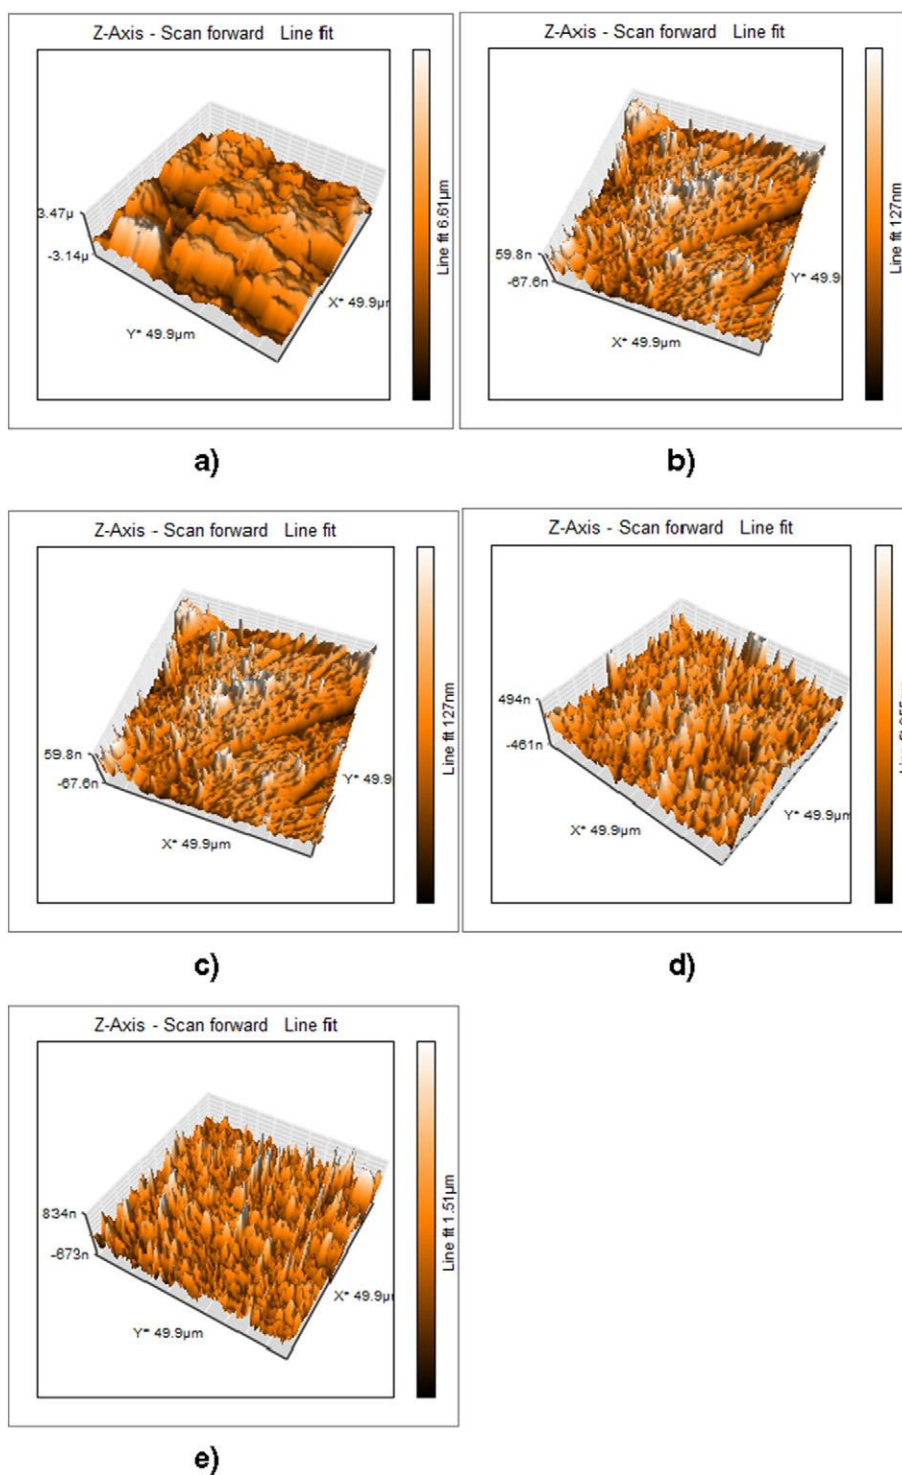 Z-Axis - Scan forward Line fit
3.47µ
-3.14µ
Y* 49.9µm
X* 49.9µr
Line fit 6.61µm
a)
Z-Axis - Scan forward Line fit
59.8n
-67.6n
X* 49.9µm
Y* 49.9
Line fit 127nm
b)
Z-Axis - Scan forward Line fit
59.8n
-67.6n
X* 49.9µm
Y* 49.9
Line fit 127nm
c)
Z-Axis - Scan forward Line fit
494n
-461n
X* 49.9µm
Y* 49.9µm
Line fit
d)
Z-Axis - Scan forward Line fit
834n
-673n
Y* 49.9µm
X* 49.9µ
Line fit 1.51µm
e)